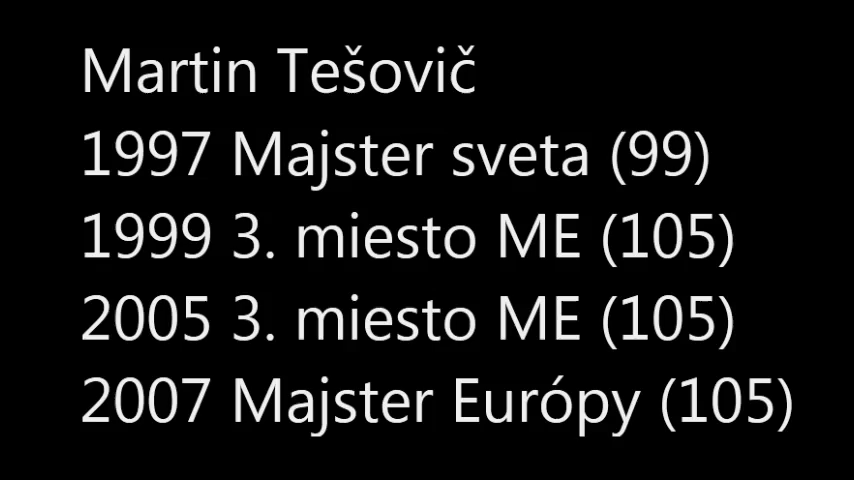 Martin Tešovič
1997 Majster sveta (99)
1999 3. miesto ME (105)
2005 3. miesto ME (105)
2007 Majster Európy (105)